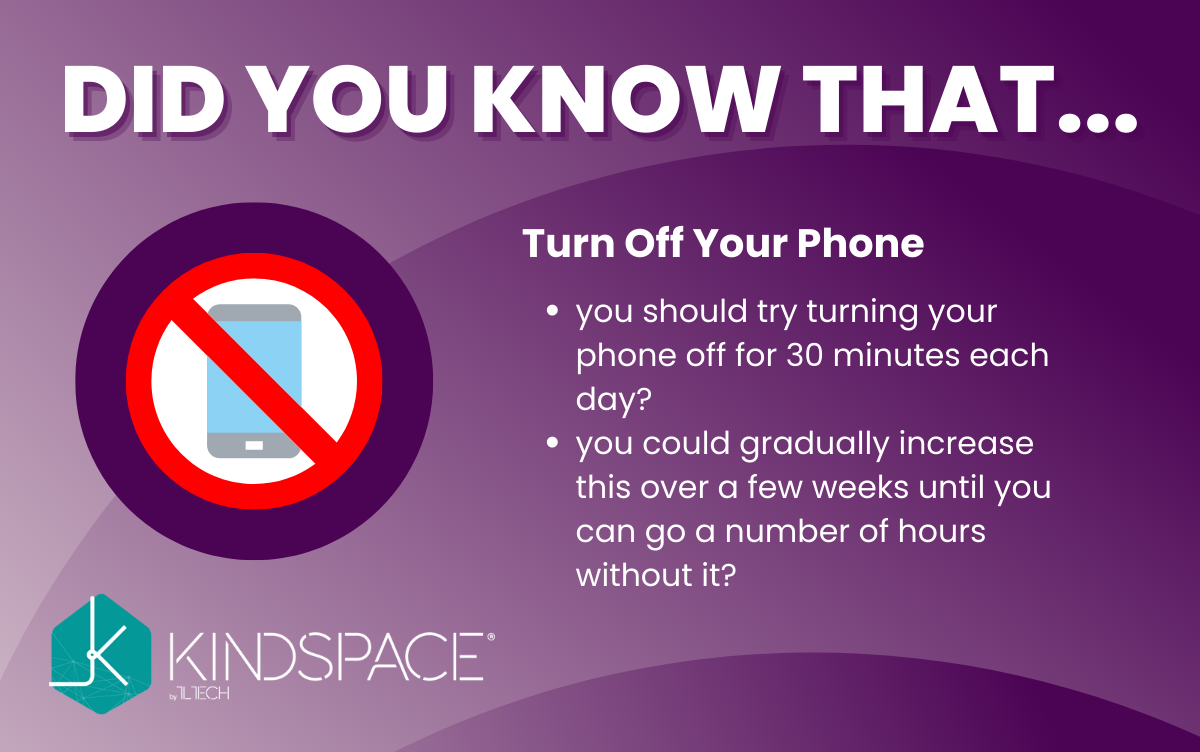 DID YOU KNOW THAT...
Turn Off Your Phone
• you should try turning your
phone off for 30 minutes each
day?
• you could gradually increase
this over a few weeks until you
can go a number of hours
without it?
KINDSPACE®
by 1LTECH